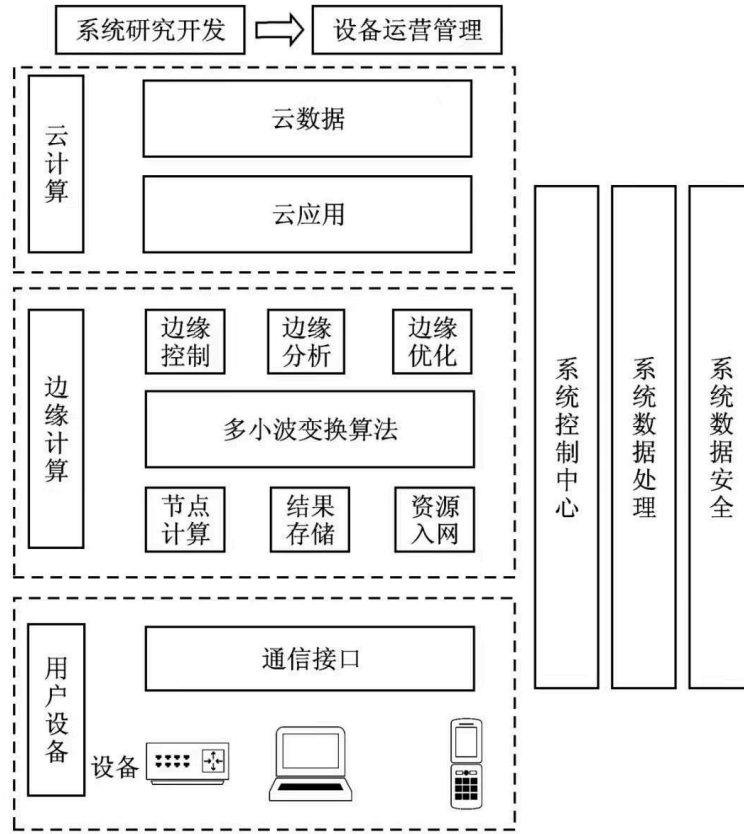 系统研究开发
设备运营管理
云计算
云数据
云应用
边缘计算
边缘
控制
边缘
分析
边缘
优化
多小波变换算法
节点
计算
结果
存储
资源
入网
用户设备
通信接口
设备
系统控制中心
系统数据处理
系统数据安全